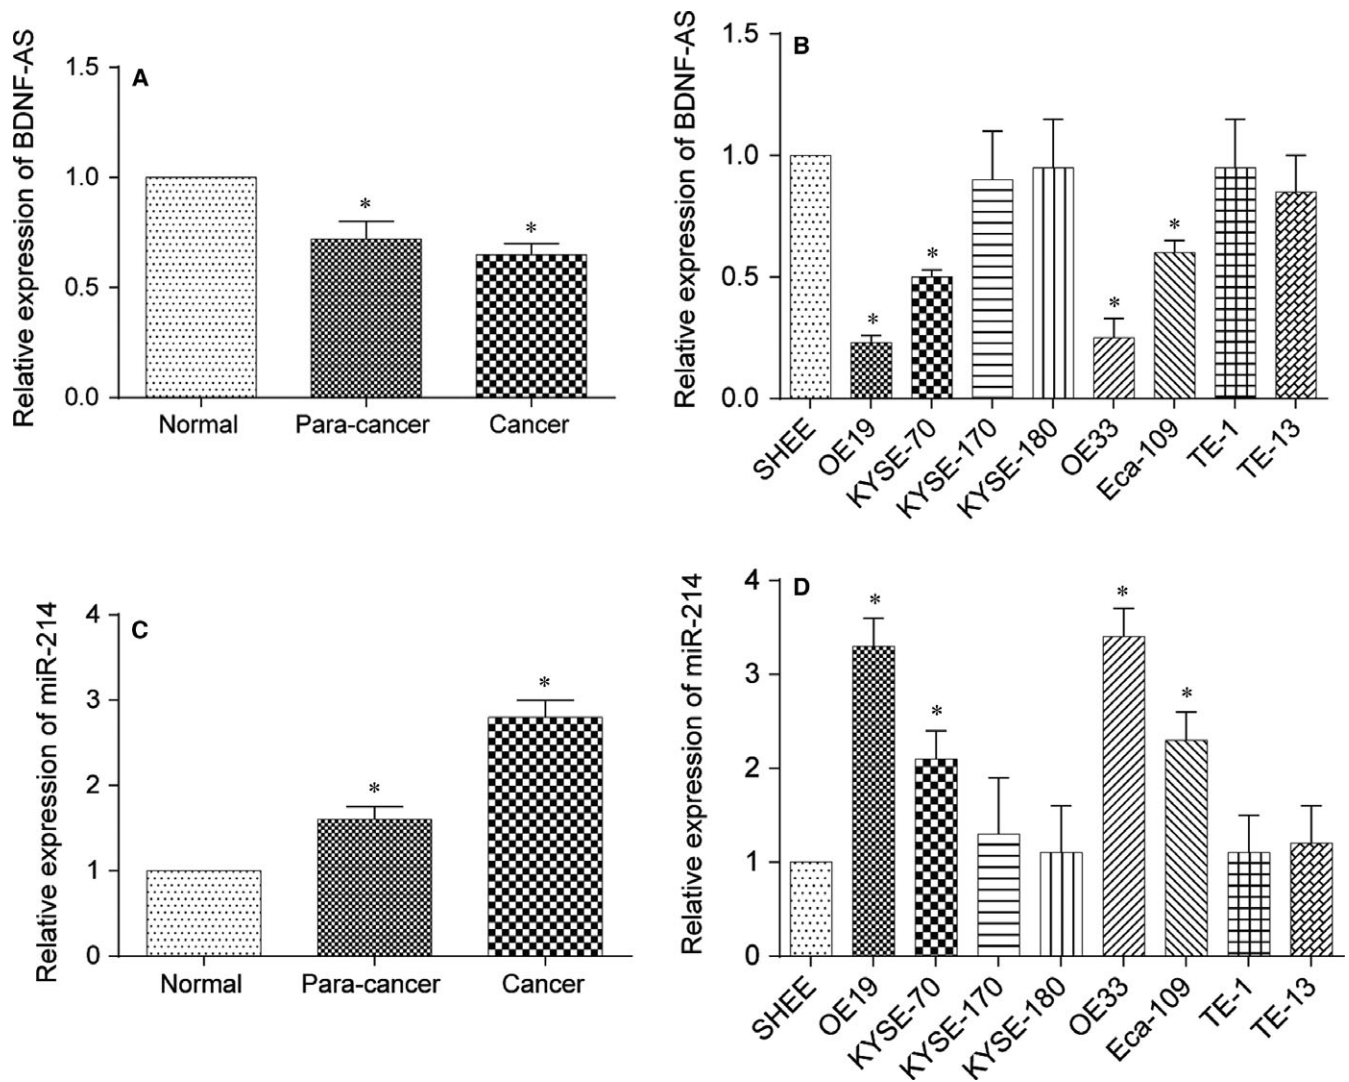 A
Relative expression of BDNF-AS
1.5
1.0
0.5
0.0
*
*
Normal
Para-cancer
Cancer
B
Relative expression of BDNF-AS
1.5
1.0
0.5
0.0
*
*
*
*
SHEE
OE19
KYSE-70
KYSE-170
KYSE-180
OE33
Eca-109
TE-1
TE-13
C
Relative expression of miR-214
4
3
2
1
0
*
*
Normal
Para-cancer
Cancer
D
Relative expression of miR-214
4
3
2
1
0
*
*
*
*
SHEE
OE19
KYSE-70
KYSE-170
KYSE-180
OE33
Eca-109
TE-1
TE-13